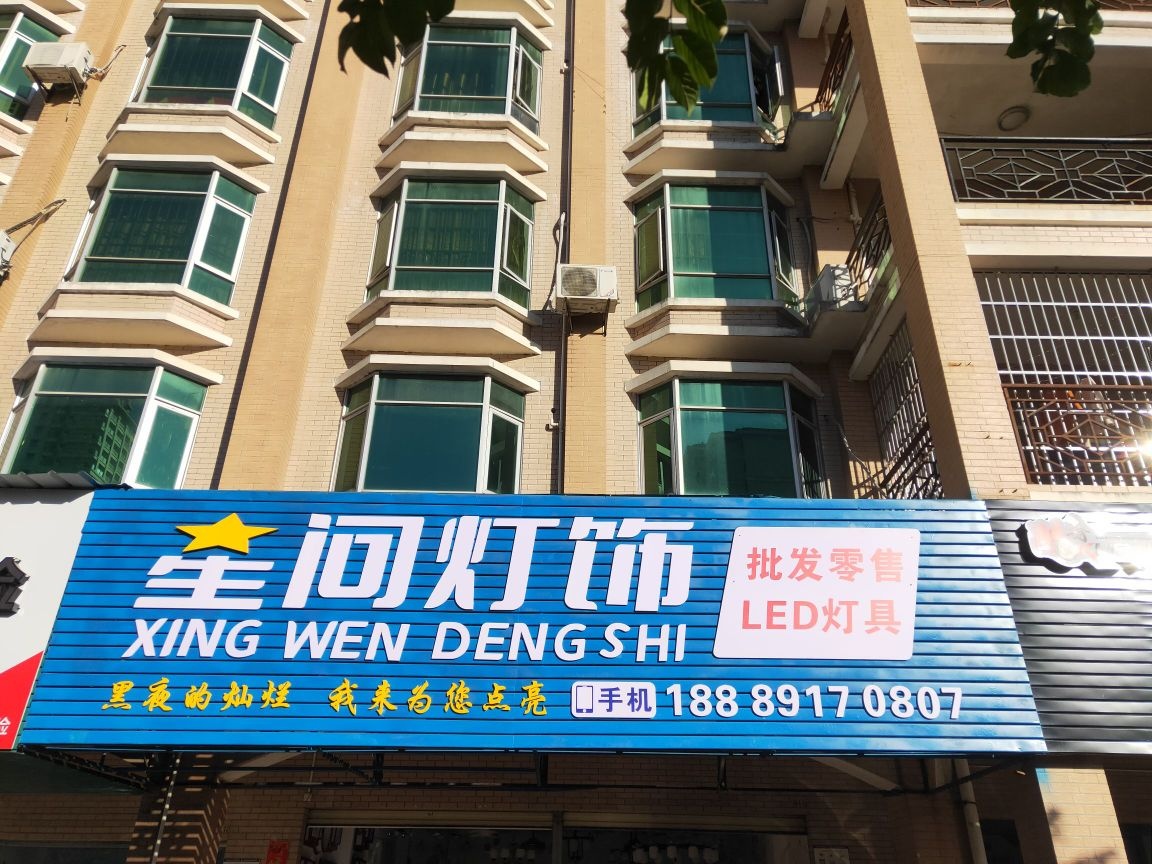 星问灯饰
XING WEN DENG SHI
批发零售
LED灯具
黑夜的灿烂 我来为您点亮
手机 188 8917 0807